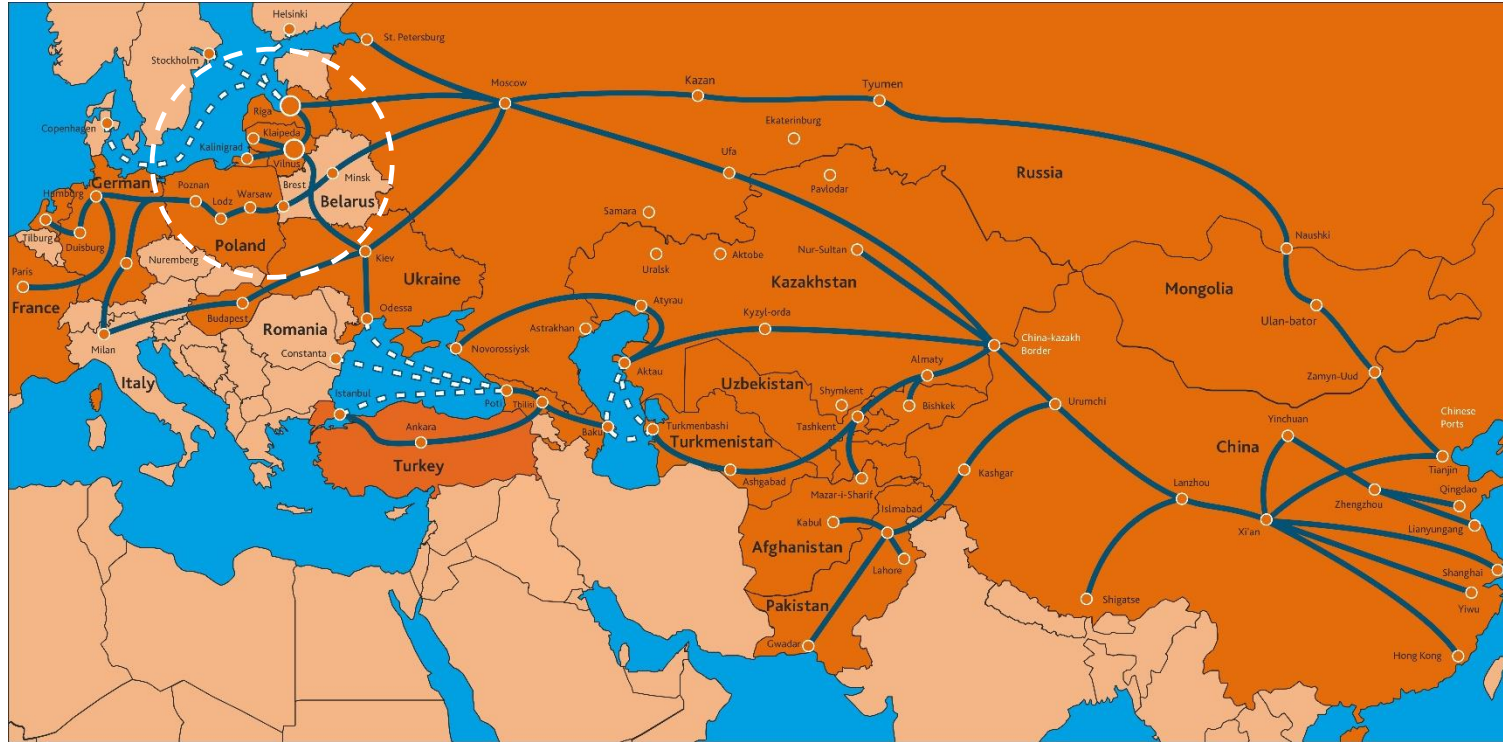 Helsinki
St. Petersburg
Stockholm
Moscow
Kazan
Tyumen
Riga
Copenhagen
Klaipeda
Ekaterinburg
Kalinigrad
Vilnus
Ufa
Minsk
Russia
Pavlodar
German
Hamburg
Poznan
Warsaw
Brest
Lodz
Belarus
Samara
Tilburg
Duisburg
Poland
Nuremberg
Kiev
Nur-Sultan
Naushki
Uralsk
Aktobe
Paris
Ukraine
Kazakhstan
Mongolia
France
Budapest
Odessa
Atyrau
Ulan-bator
Romania
Astrakhan
Kyzyl-orda
Milan
Constanta
Novorossiysk
China-kazakh
Border
Aktau
Almaty
Zamyn-Uud
Italy
Uzbekistan
Shymkent
Bishkek
Urumchi
Istanbul
Poti
Tbilisi
Chinese
Ports
Yinchuan
Ankara
Baku
Turkmenbashi
Tashkent
Turkmenistan
China
Turkey
Tianjin
Ashgabad
Kashgar
Mazar-i-Sharif
Lanzhou
Zhengzhou
Qingdao
Islmabad
Kabul
Lianyungang
Xi'an
Afghanistan
Lahore
Shanghai
Yiwu
Pakistan
Shigatse
Gwadar
Hong Kong